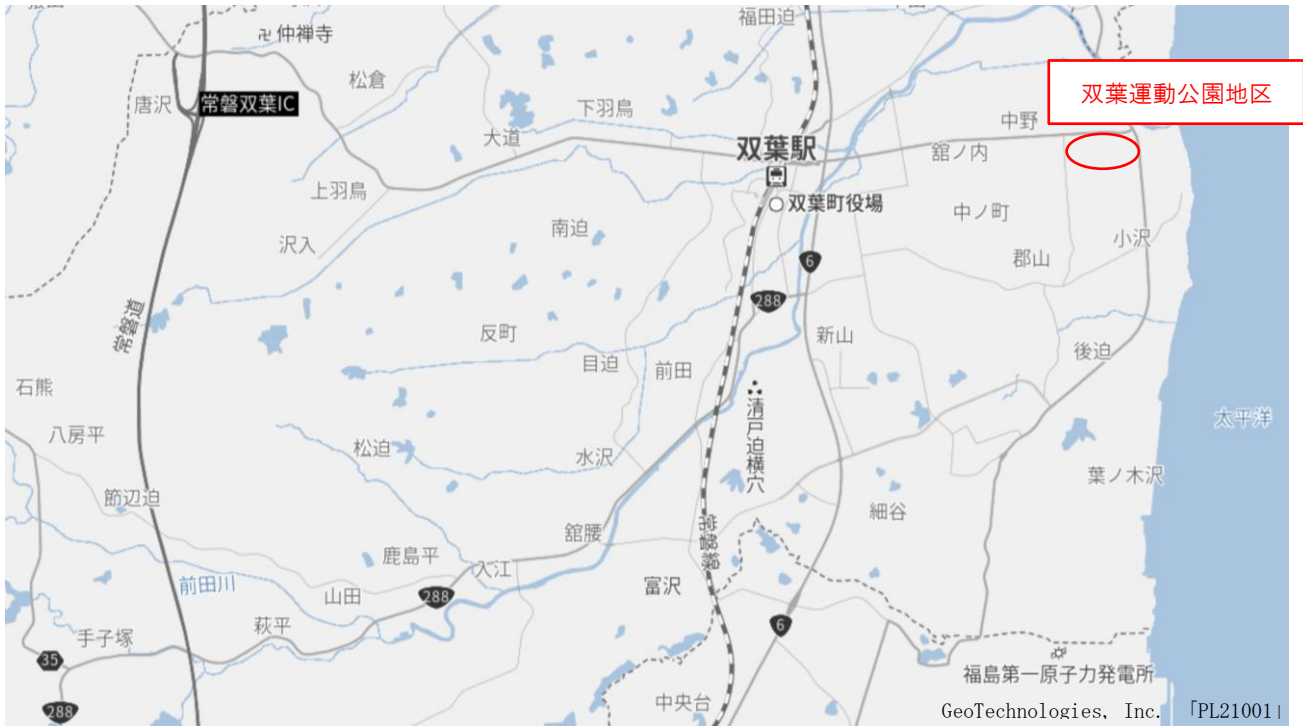 福田迫
卍 仲禅寺
松倉
唐沢
常磐双葉IC
下羽鳥
大道
双葉運動公園地区
中野
舘ノ内
双葉駅
双葉町役場
上羽鳥
中ノ町
南迫
沢入
小沢
郡山
6
288
常磐道
反町
新山
目迫
前田
後迫
石熊
清戸迫横穴
太平洋
八房平
松迫
水沢
葉ノ木沢
節辺迫
細谷
舘腰
常磐線
鹿島平
入江
前田川
富沢
山田
288
萩平
6
手子塚
35
福島第一原子力発電所
中央台
288
GeoTechnologies, Inc. 「PL21001」